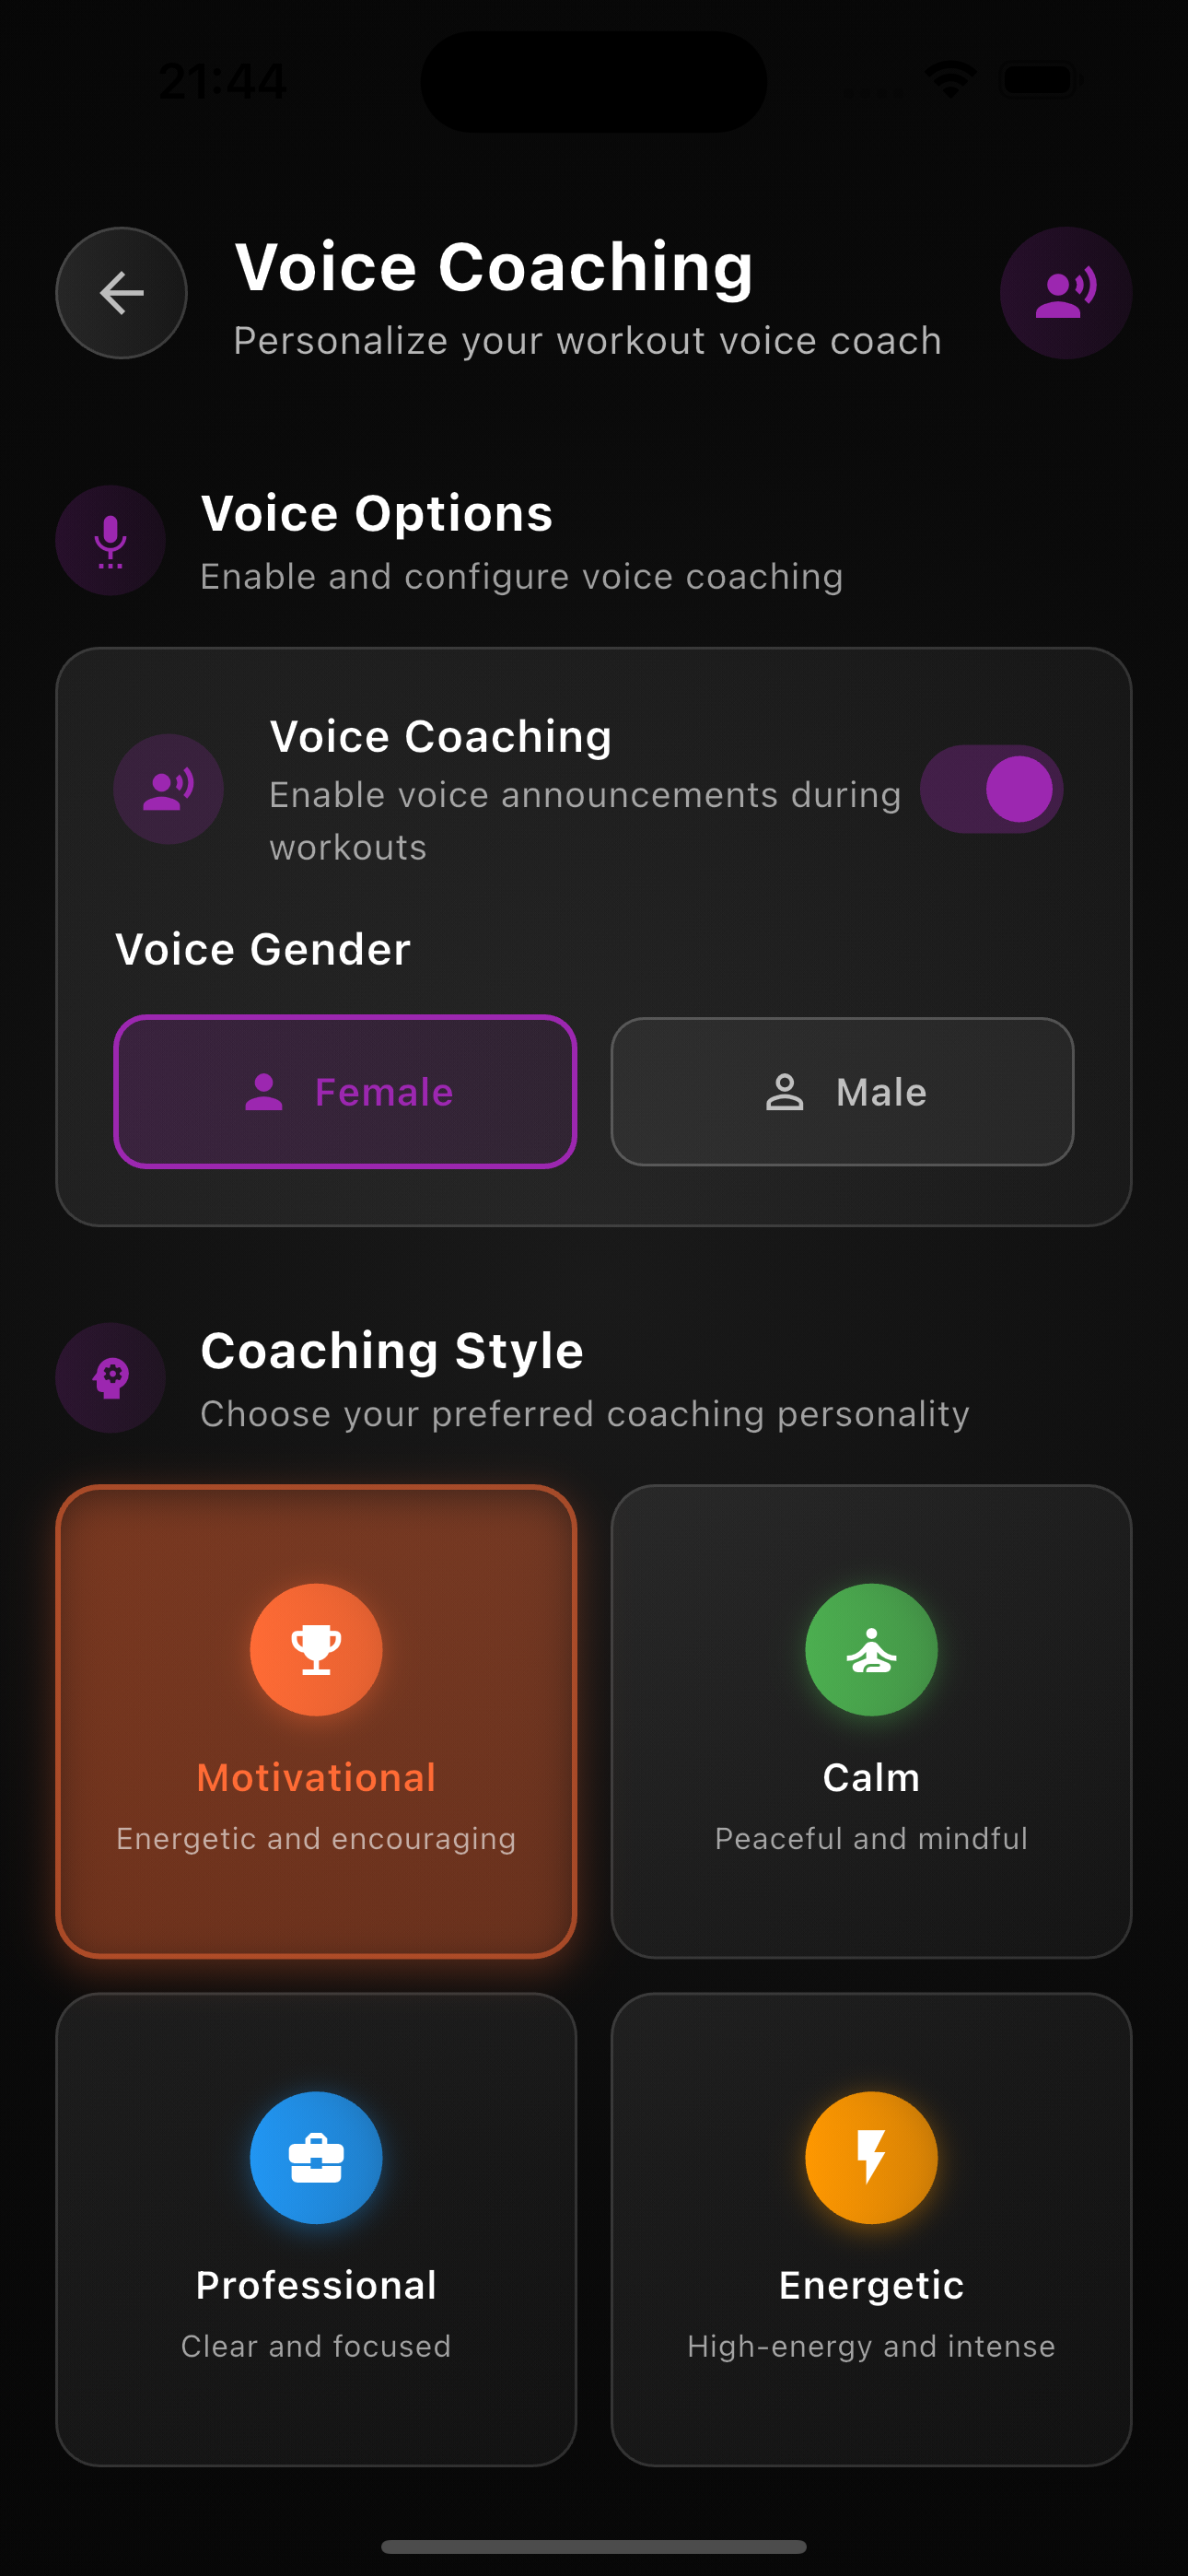 21:44
Voice Coaching
Personalize your workout voice coach
Voice Options
Enable and configure voice coaching
Voice Coaching
Enable voice announcements during
workouts
Voice Gender
Female
Male
Coaching Style
Choose your preferred coaching personality
Motivational
Energetic and encouraging
Calm
Peaceful and mindful
Professional
Clear and focused
Energetic
High-energy and intense